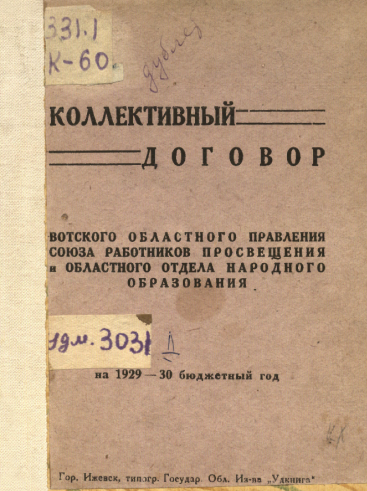 331.1
К-60.
дублет
КОЛЛЕКТИВНЫЙ
ДОГОВОР
ВОТСКОГО ОБЛАСТНОГО ПРАВЛЕНИЯ
СОЮЗА РАБОТНИКОВ ПРОСВЕЩЕНИЯ
и ОБЛАСТНОГО ОТДЕЛА НАРОДНОГО
ОБРАЗОВАНИЯ
удм. 3031
на 1929—30 бюджетный год
Гор. Ижевск, типогр. Государ. Обл. Из-ва „Удкнига“